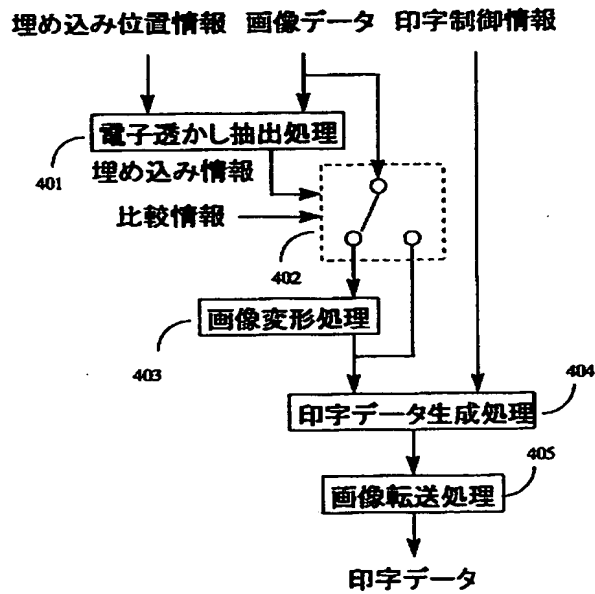 埋め込み位置情報 画像データ 印字制御情報
電子透かし抽出処理
401
埋め込み情報
比較情報
402
画像変形処理
403
404
印字データ生成処理
405
画像転送処理
印字データ